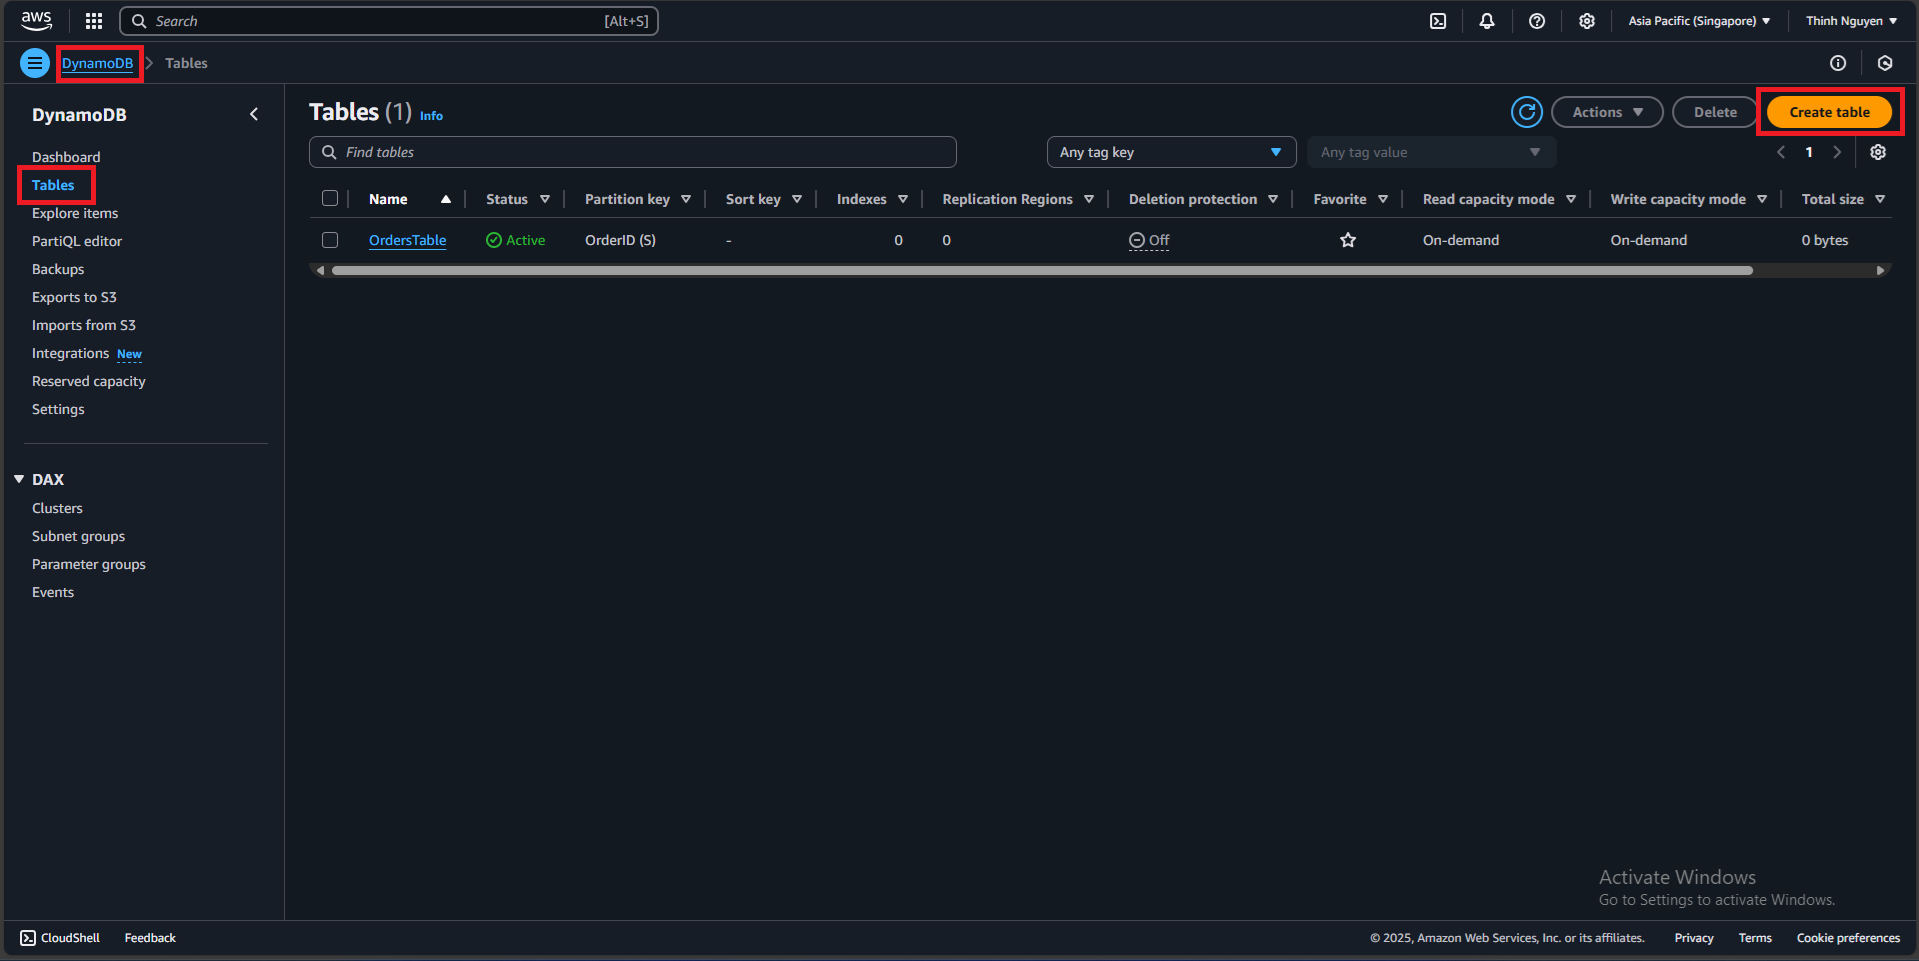 aws Search [Alt+S] Asia Pacific (Singapore) Thinh Nguyen
DynamoDB Tables
DynamoDB
Dashboard
Tables
Explore items
PartiQL editor
Backups
Exports to S3
Imports from S3
Integrations New
Reserved capacity
Settings
DAX
Clusters
Subnet groups
Parameter groups
Events
Tables (1) Info
Actions Delete Create table
Find tables Any tag key Any tag value 1
Name Status Partition key Sort key Indexes Replication Regions Deletion protection Favorite Read capacity mode Write capacity mode Total size
OrdersTable Active OrderID (S) - 0 0 Off On-demand On-demand 0 bytes
Activate Windows
Go to Settings to activate Windows.
CloudShell Feedback © 2025, Amazon Web Services, Inc. or its affiliates. Privacy Terms Cookie preferences